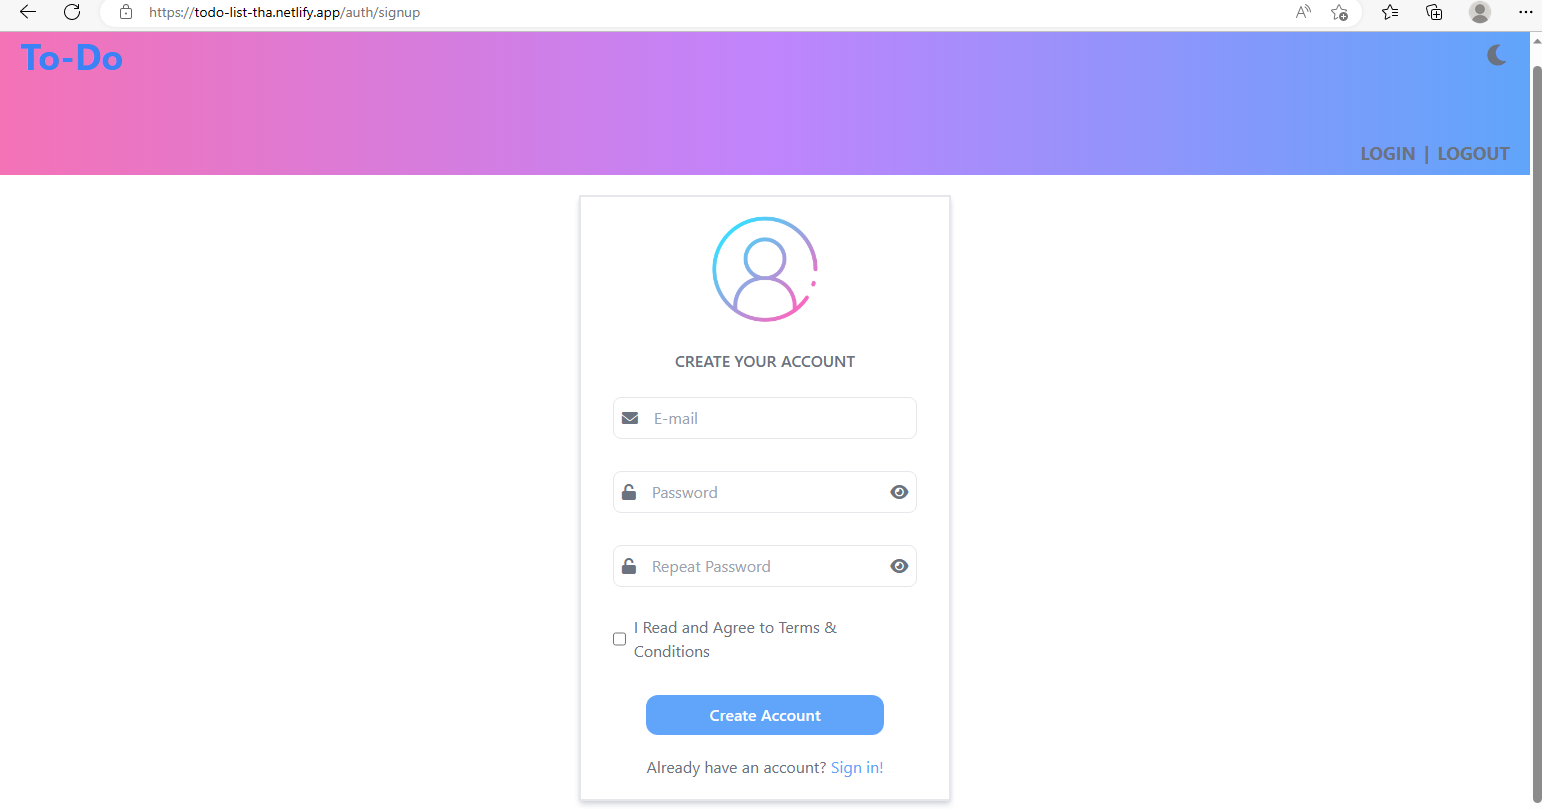 https://todo-list-tha.netlify.app/auth/signup
To-Do
LOGIN | LOGOUT
CREATE YOUR ACCOUNT
E-mail
Password
Repeat Password
I Read and Agree to Terms &
Conditions
Create Account
Already have an account? Sign in!